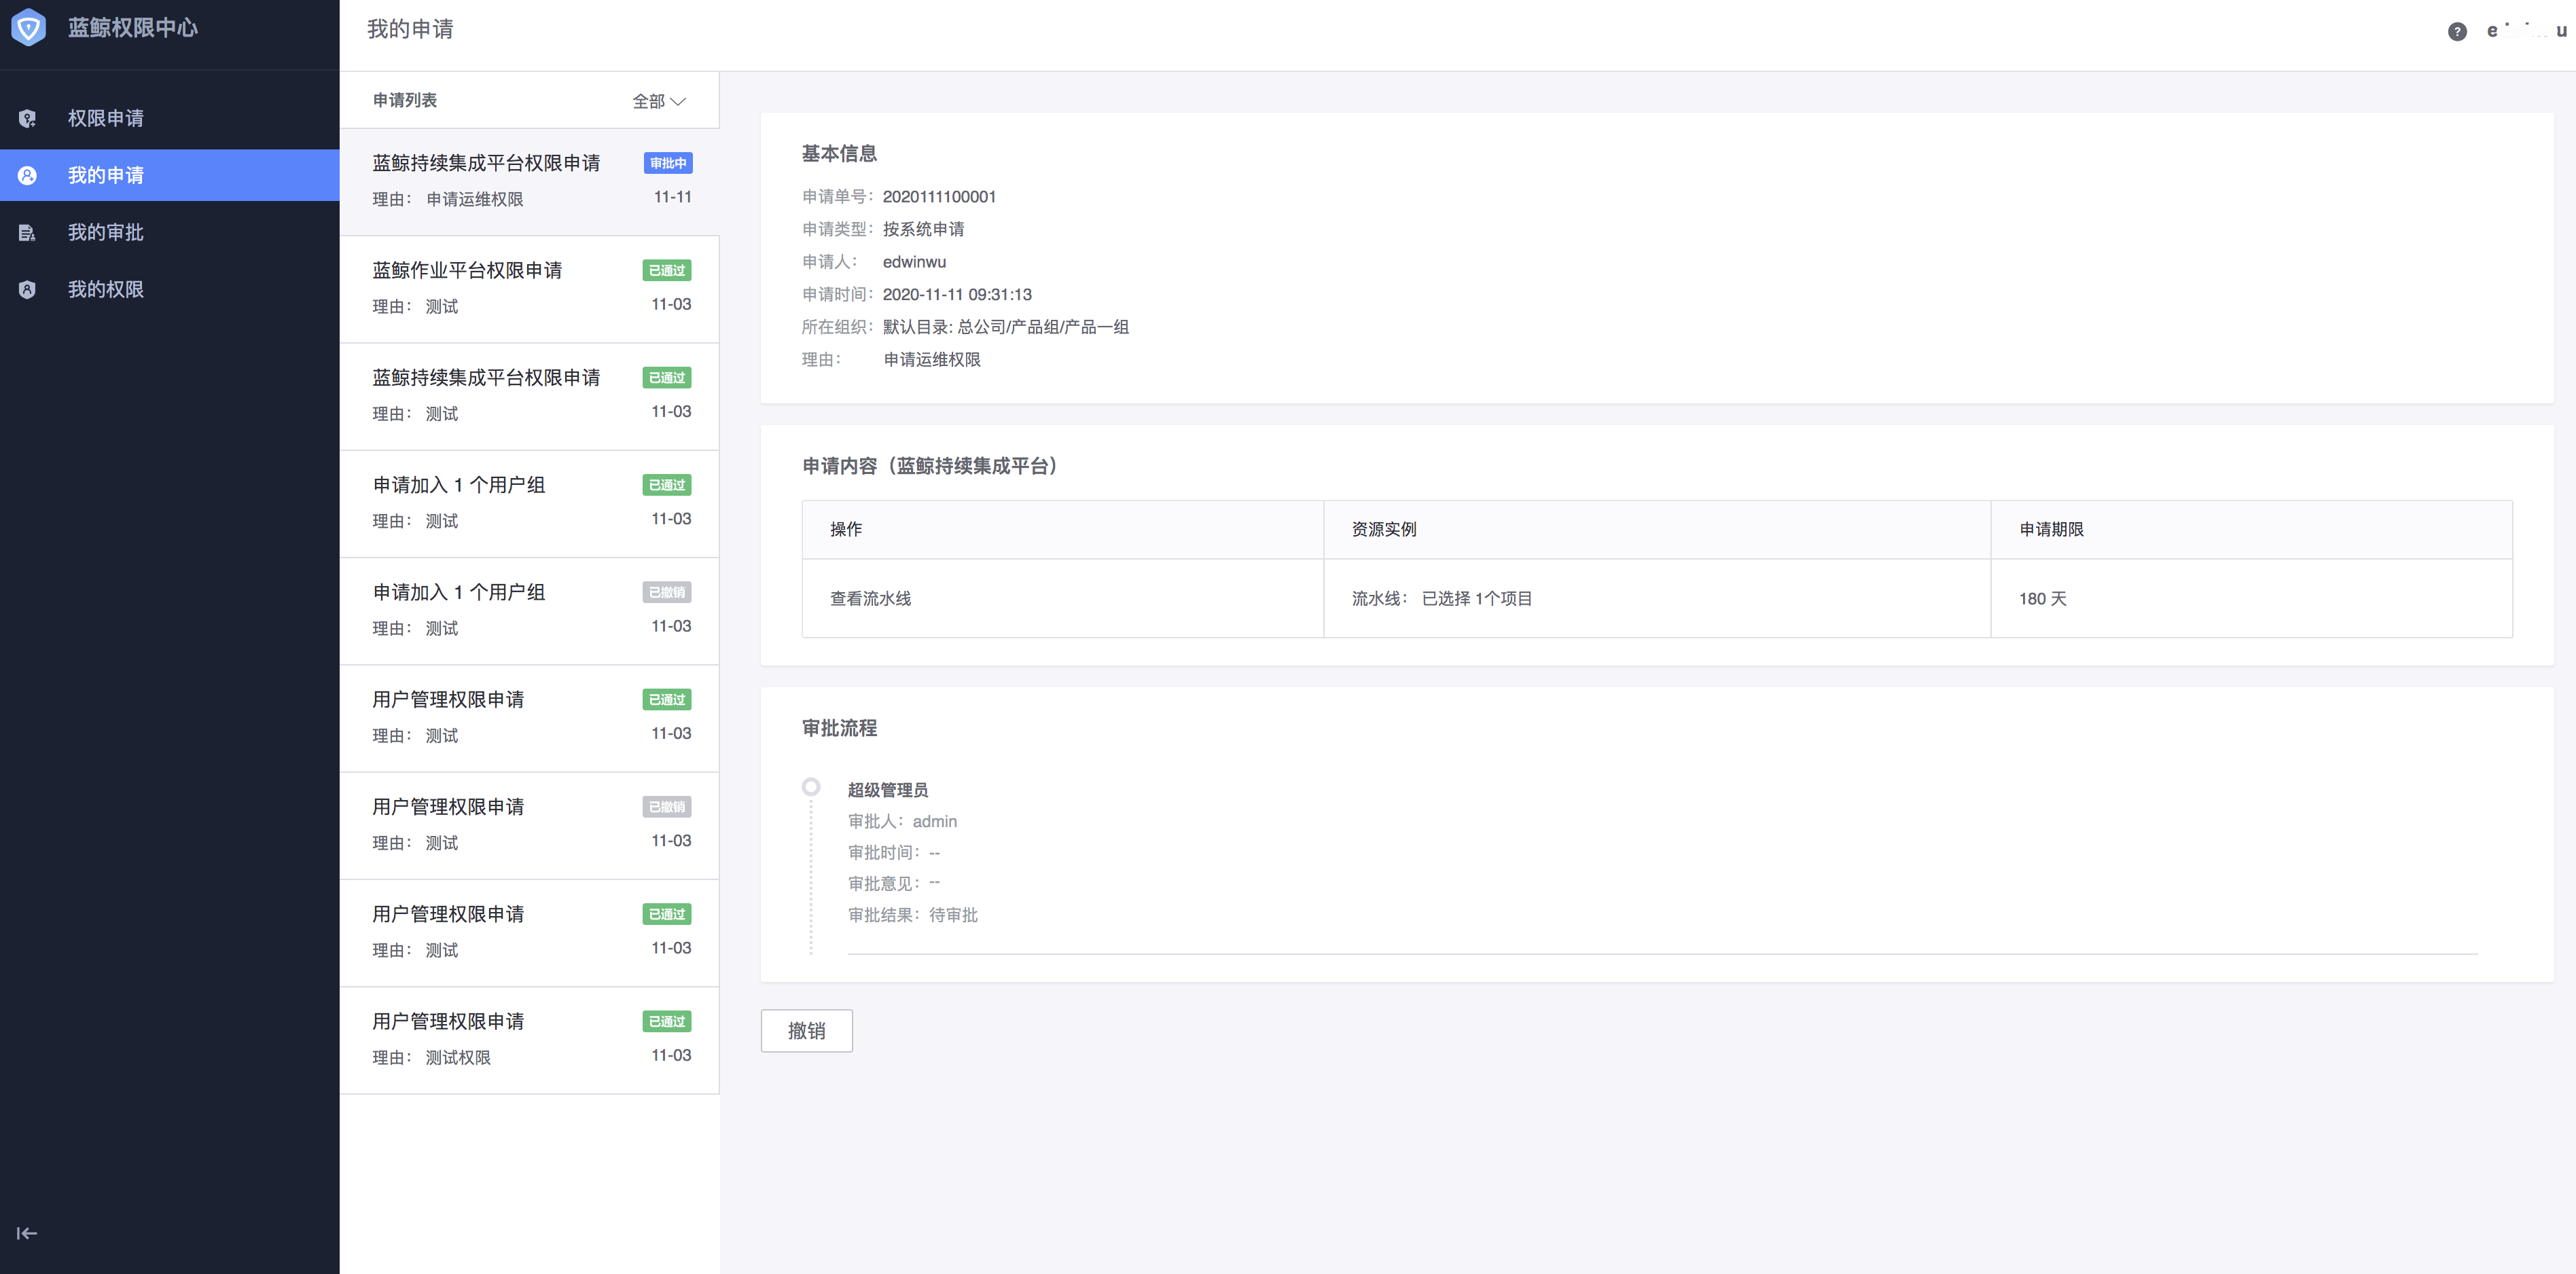 蓝鲸权限中心
权限申请
我的申请
我的审批
我的权限
我的申请
?
申请列表
全部
蓝鲸持续集成平台权限申请
审批中
理由： 申请运维权限
11-11
蓝鲸作业平台权限申请
已通过
理由： 测试
11-03
蓝鲸持续集成平台权限申请
已通过
理由： 测试
11-03
申请加入 1 个用户组
已通过
理由： 测试
11-03
申请加入 1 个用户组
已撤销
理由： 测试
11-03
用户管理权限申请
已通过
理由： 测试
11-03
用户管理权限申请
已撤销
理由： 测试
11-03
用户管理权限申请
已通过
理由： 测试
11-03
用户管理权限申请
已通过
理由： 测试权限
11-03
基本信息
申请单号： 2020111100001
申请类型： 按系统申请
申请人： edwinwu
申请时间： 2020-11-11 09:31:13
所在组织： 默认目录: 总公司/产品组/产品一组
理由： 申请运维权限
申请内容（蓝鲸持续集成平台）
操作 资源实例 申请期限
查看流水线 流水线： 已选择 1个项目 180 天
审批流程
超级管理员
审批人：admin
审批时间：--
审批意见：--
审批结果：待审批
撤销